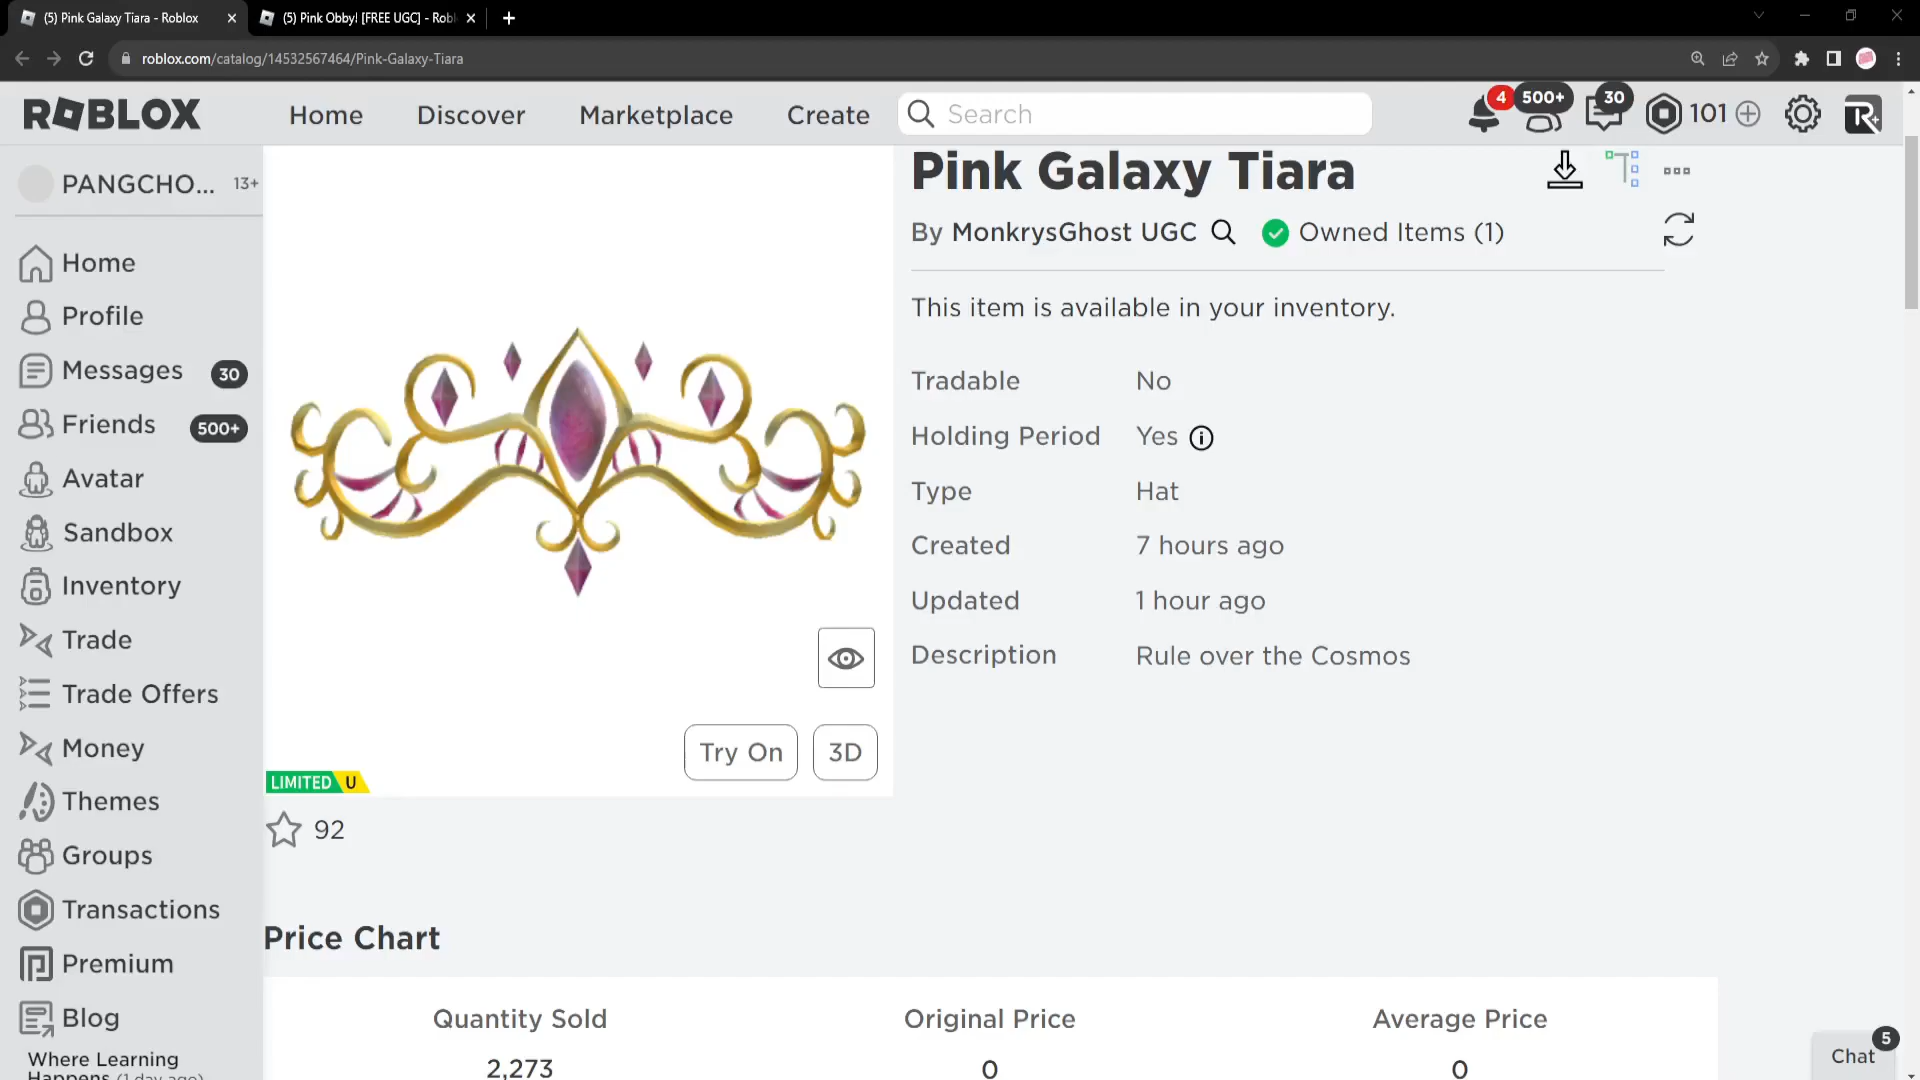 (5) Pink Galaxy Tiara - Roblox
(5) Pink Obby! [FREE UGC] - Rob
roblox.com/catalog/14532567464/Pink-Galaxy-Tiara
ROBLOX
Home
Discover
Marketplace
Create
Search
4
500+
30
101
PANGCHO...
13+
Home
Profile
Messages
30
Friends
500+
Avatar
Sandbox
Inventory
Trade
Trade Offers
Money
Themes
Groups
Transactions
Premium
Blog
Where Learning
Happens (1 day ago)
LIMITED U
Try On
3D
92
Pink Galaxy Tiara
By MonkrysGhost UGC
Owned Items (1)
This item is available in your inventory.
Tradable No
Holding Period Yes
Type Hat
Created 7 hours ago
Updated 1 hour ago
Description Rule over the Cosmos
Price Chart
Quantity Sold
2,273
Original Price
0
Average Price
0
Chat
5